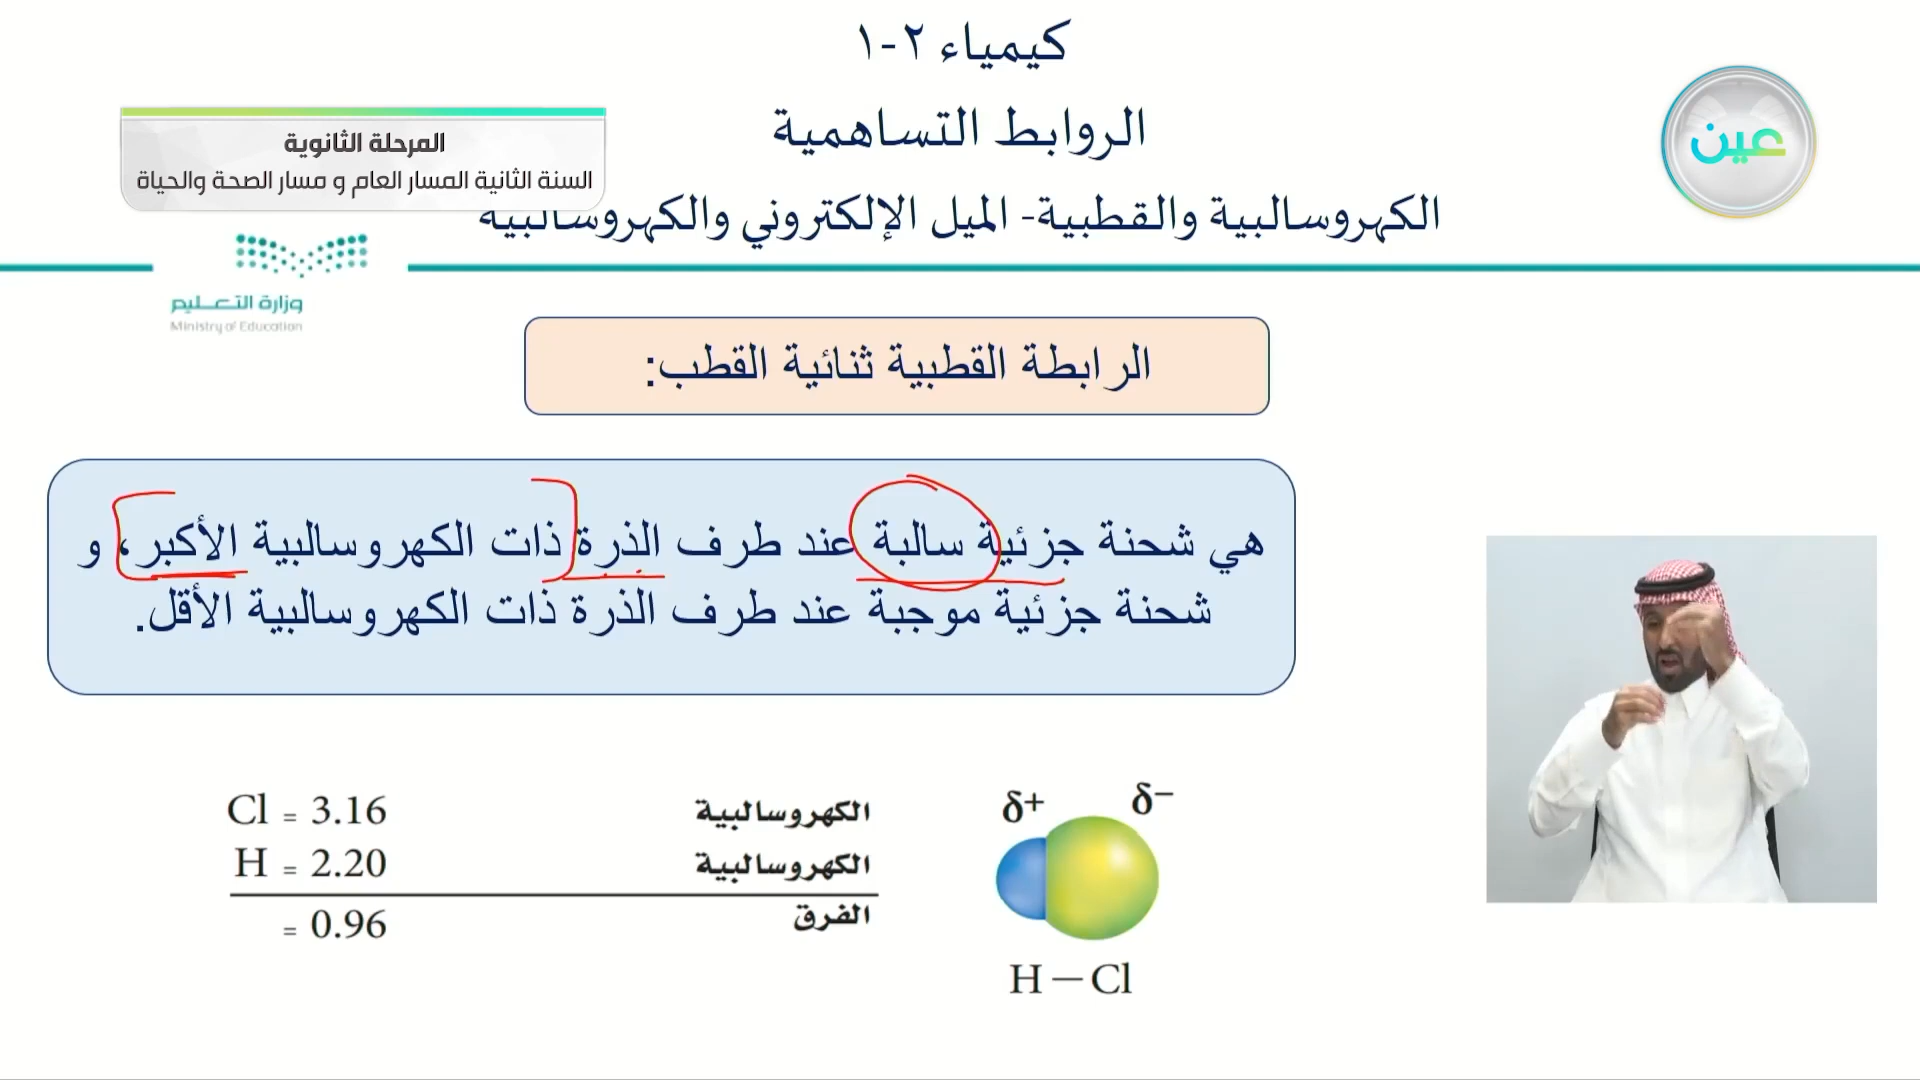 كيمياء ٢-١
الروابط التساهمية
عين
المرحلة الثانوية
السنة الثانية المسار العام و مسار الصحة والحياة
الكهروسالبية والقطبية- الميل الإلكتروني والكهروسالبية
وزارة التعليم
Ministry of Education
الرابطة القطبية ثنائية القطب:
هي شحنة جزئية سالبة عند طرف الذرة ذات الكهروسالبية الأكبر، و
شحنة جزئية موجبة عند طرف الذرة ذات الكهروسالبية الأقل.
δ+ δ−
الكهروسالبية Cl = 3.16
الكهروسالبية H = 2.20
الفرق = 0.96
H — Cl